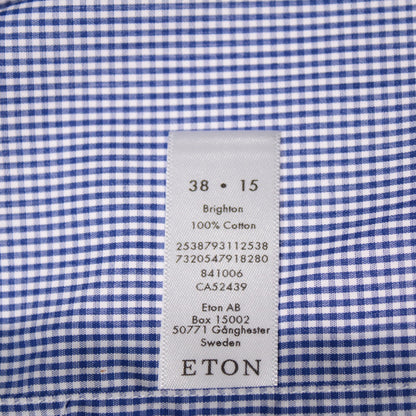 38 • 15
Brighton
100% Cotton
2538793112538
7320547918280
841006
CA52439
Eton AB
Box 15002
50771 Gånghester
Sweden
ETON